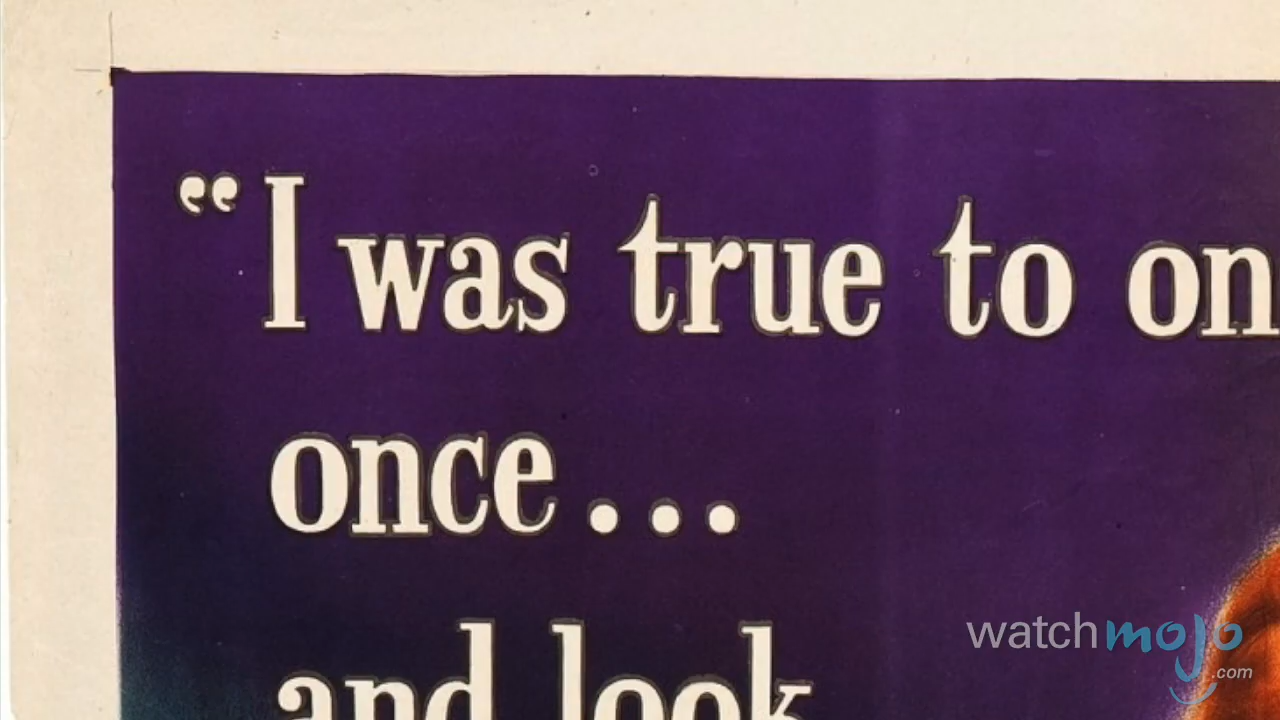 “I was true to on
once...
and look
watchmojo
.com